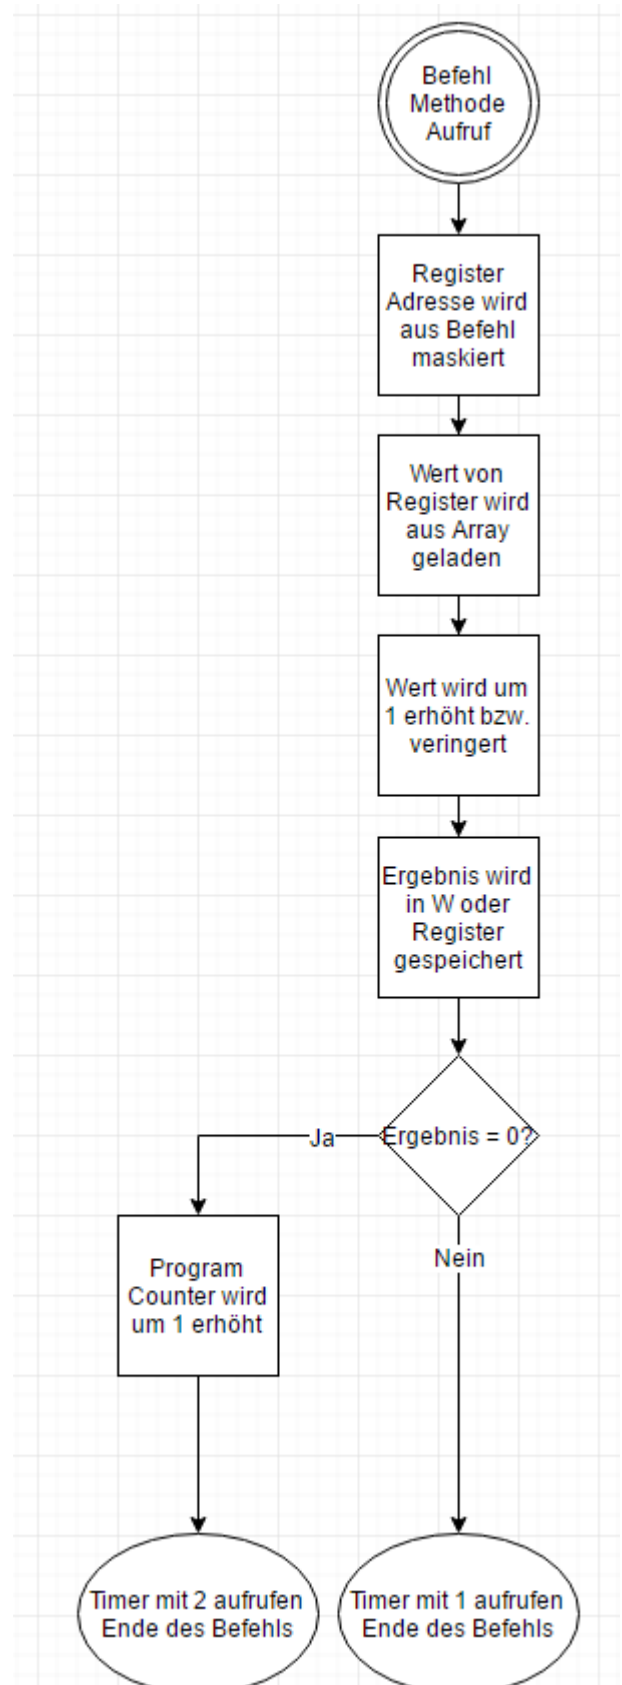 Befehl
Methode
Aufruf
Register
Adresse wird
aus Befehl
maskiert
Wert von
Register wird
aus Array
geladen
Wert wird um
1 erhöht bzw.
veringert
Ergebnis wird
in W oder
Register
gespeichert
Ergebnis = 0?
Ja
Nein
Program
Counter wird
um 1 erhöht
Timer mit 2 aufrufen
Ende des Befehls
Timer mit 1 aufrufen
Ende des Befehls